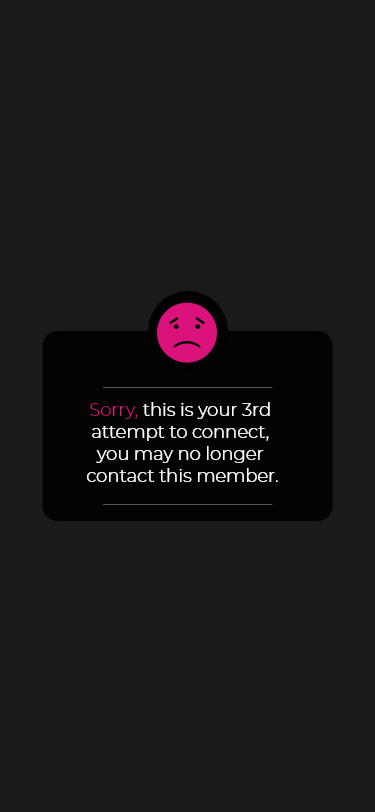 Sorry, this is your 3rd
attempt to connect,
you may no longer
contact this member.